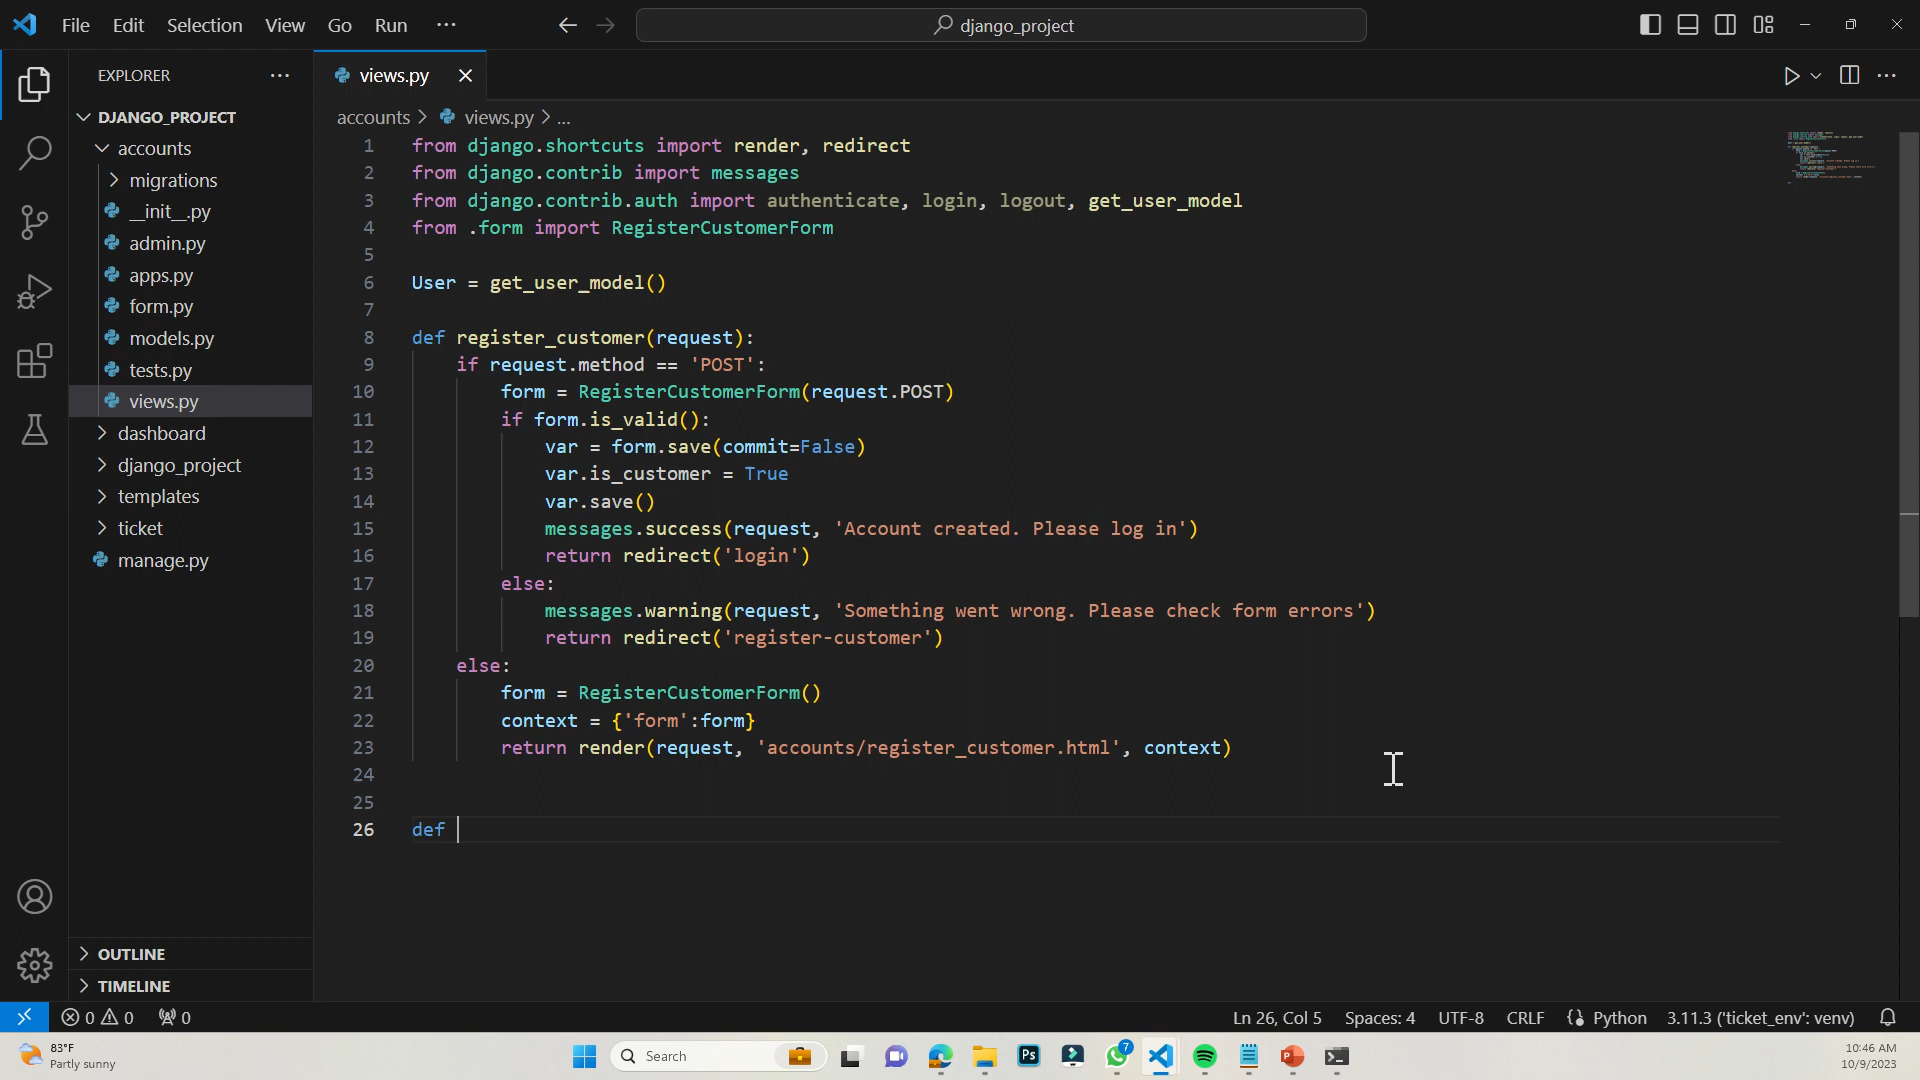 File Edit Selection View Go Run ···
django_project
EXPLORER
views.py
DJANGO_PROJECT
accounts
migrations
__init__.py
admin.py
apps.py
form.py
models.py
tests.py
views.py
dashboard
django_project
templates
ticket
manage.py
OUTLINE
TIMELINE
accounts > views.py > ...
1 from django.shortcuts import render, redirect
2 from django.contrib import messages
3 from django.contrib.auth import authenticate, login, logout, get_user_model
4 from .form import RegisterCustomerForm
5
6 User = get_user_model()
7
8 def register_customer(request):
9 if request.method == 'POST':
10 form = RegisterCustomerForm(request.POST)
11 if form.is_valid():
12 var = form.save(commit=False)
13 var.is_customer = True
14 var.save()
15 messages.success(request, 'Account created. Please log in')
16 return redirect('login')
17 else:
18 messages.warning(request, 'Something went wrong. Please check form errors')
19 return redirect('register-customer')
20 else:
21 form = RegisterCustomerForm()
22 context = {'form':form}
23 return render(request, 'accounts/register_customer.html', context)
24
25
26 def
0 0 0
Ln 26, Col 5 Spaces: 4 UTF-8 CRLF Python 3.11.3 ('ticket_env': venv)
83°F
Partly sunny
Search
Ps
7
10:46 AM
10/9/2023